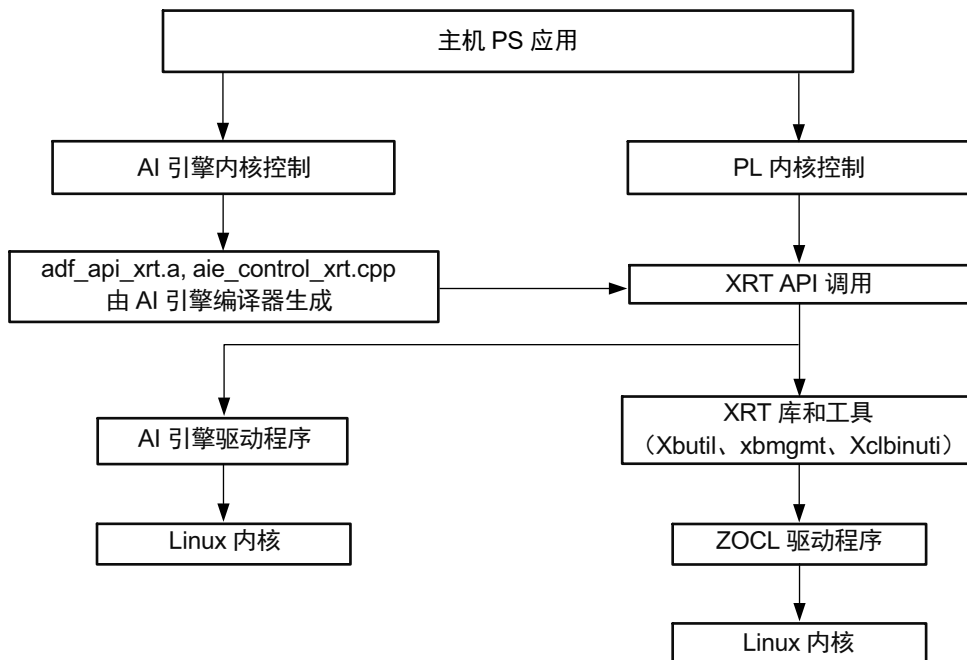 主机 PS 应用
AI 引擎内核控制
PL 内核控制
adf_api_xrt.a, aie_control_xrt.cpp
由 AI 引擎编译器生成
XRT API 调用
AI 引擎驱动程序
XRT 库和工具
（Xbutil、xbmgmt、Xclbinuti）
Linux 内核
ZOCL 驱动程序
Linux 内核